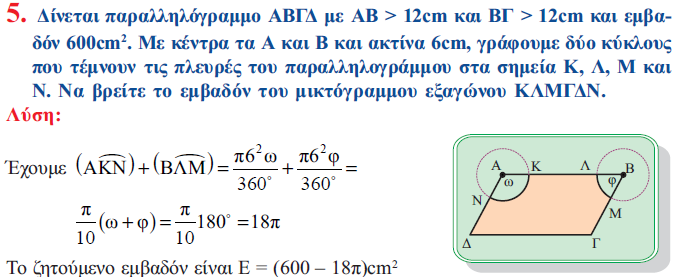 5. Δίνεται παραλληλόγραμμο ΑΒΓΔ με ΑΒ > 12cm και ΒΓ > 12cm και εμβα-
δόν 600cm². Με κέντρα τα Α και Β και ακτίνα 6cm, γράφουμε δύο κύκλους
που τέμνουν τις πλευρές του παραλληλογράμμου στα σημεία Κ, Λ, Μ και
Ν. Να βρείτε το εμβαδόν του μικτόγραμμου εξαγώνου ΚΛΜΓΔΝ.
Λύση:
Έχουμε (ΑΚΝ) + (ΒΛΜ) = π6²ω/360° + π6²φ/360° =
π/10 (ω + φ) = π/10 180° = 18π
Το ζητούμενο εμβαδόν είναι Ε = (600 – 18π)cm²
Α Κ Λ Β
ω φ
Ν Μ
Δ Γ